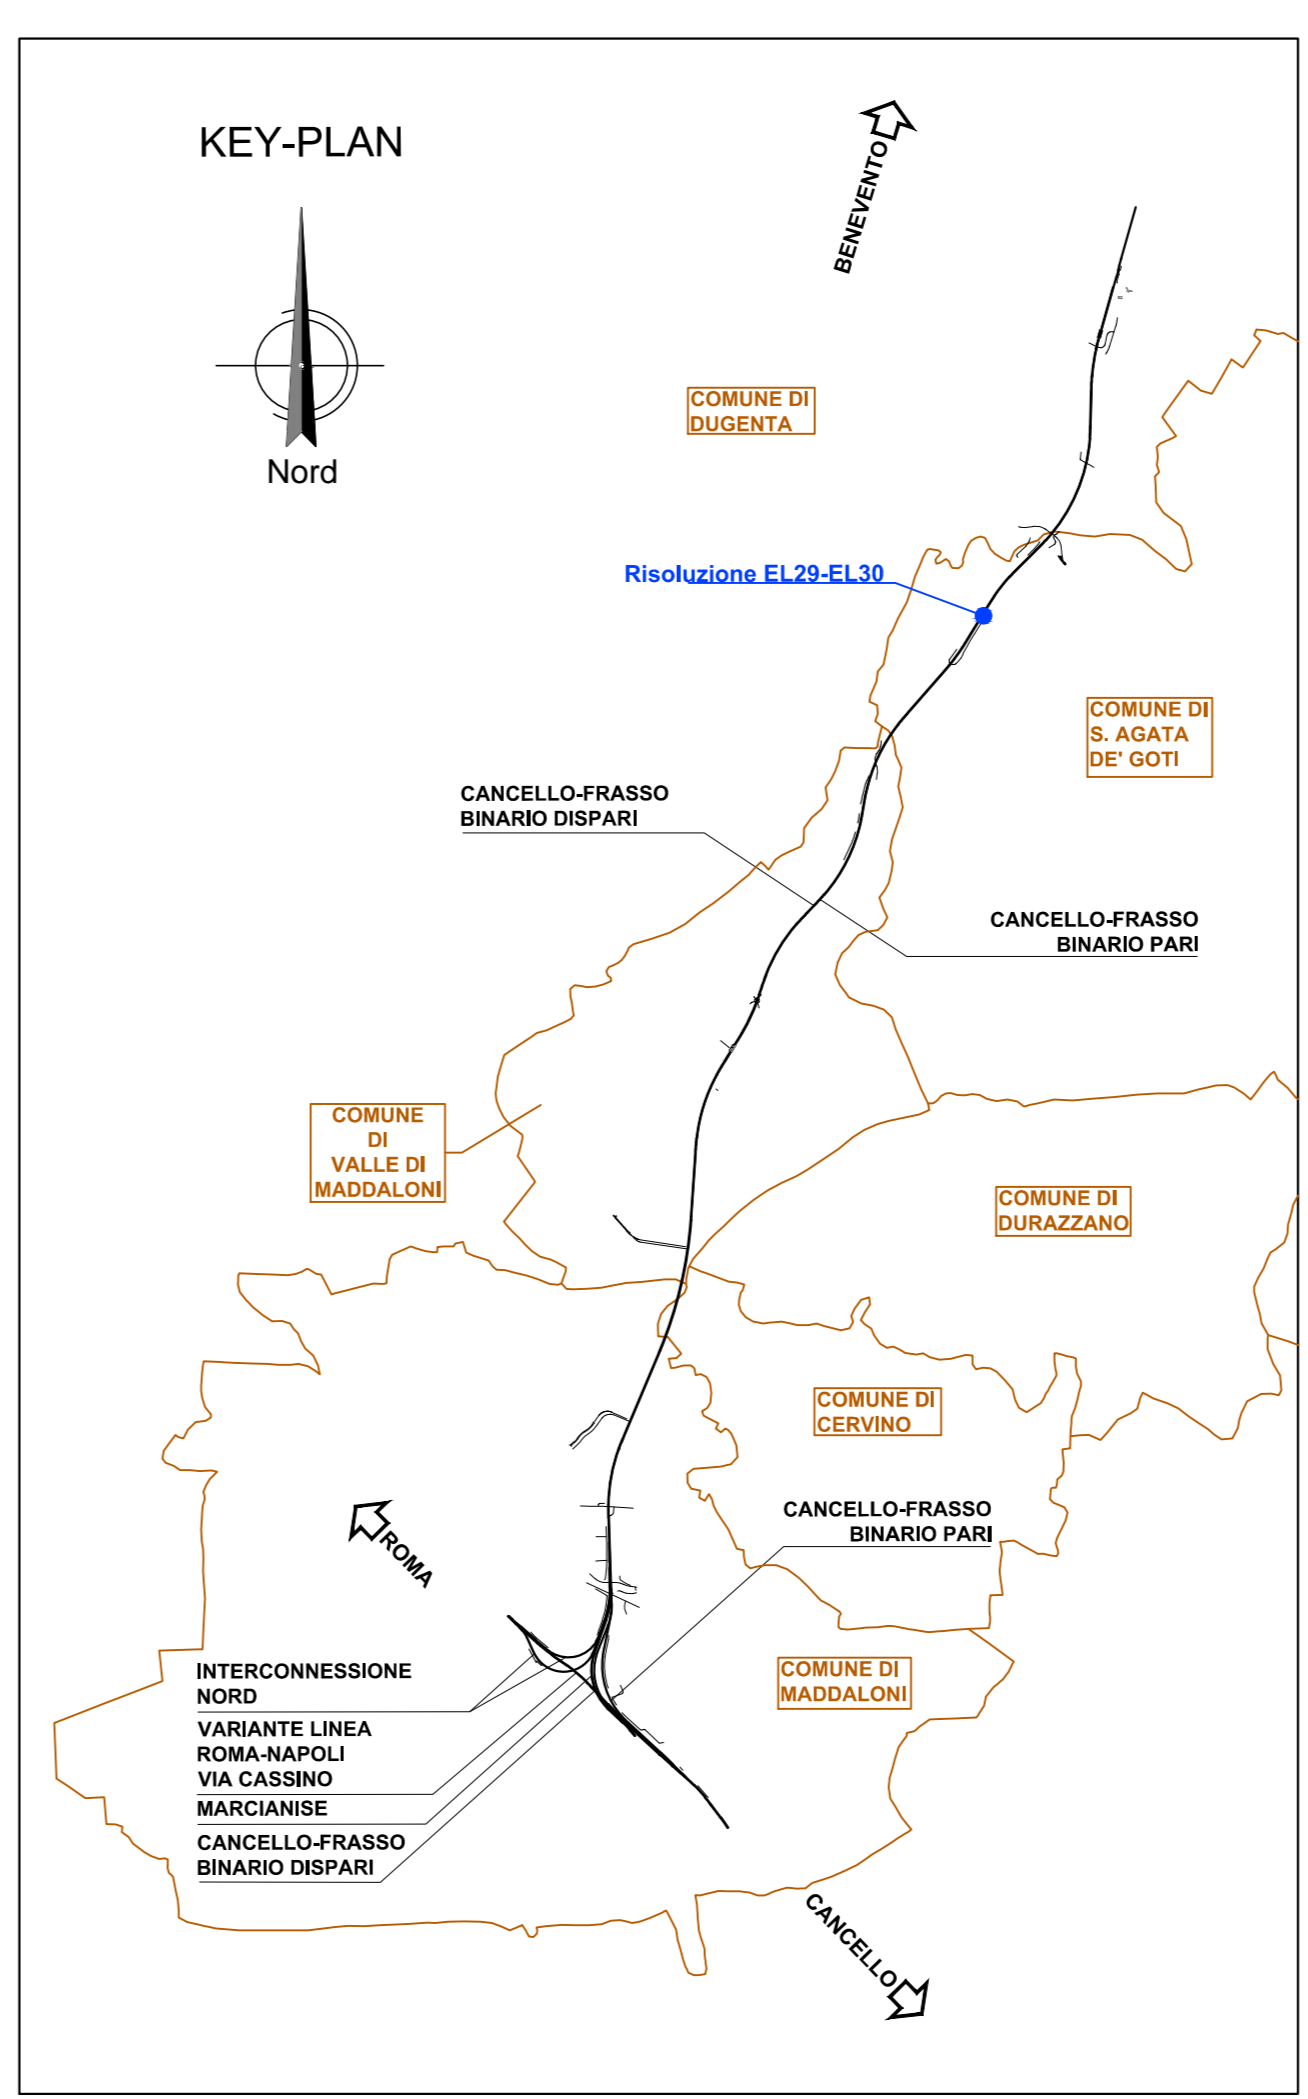 KEY-PLAN
BENEVENTO
Nord
COMUNE DI
DUGENTA
Risoluzione EL29-EL30
COMUNE DI
S. AGATA
DE' GOTI
CANCELLO-FRASSO
BINARIO DISPARI
CANCELLO-FRASSO
BINARIO PARI
COMUNE
DI
VALLE DI
MADDALONI
COMUNE DI
DURAZZANO
COMUNE DI
CERVINO
CANCELLO-FRASSO
BINARIO PARI
ROMA
INTERCONNESSIONE
NORD
COMUNE DI
MADDALONI
VARIANTE LINEA
ROMA-NAPOLI
VIA CASSINO
MARCIANISE
CANCELLO-FRASSO
BINARIO DISPARI
CANCELLO